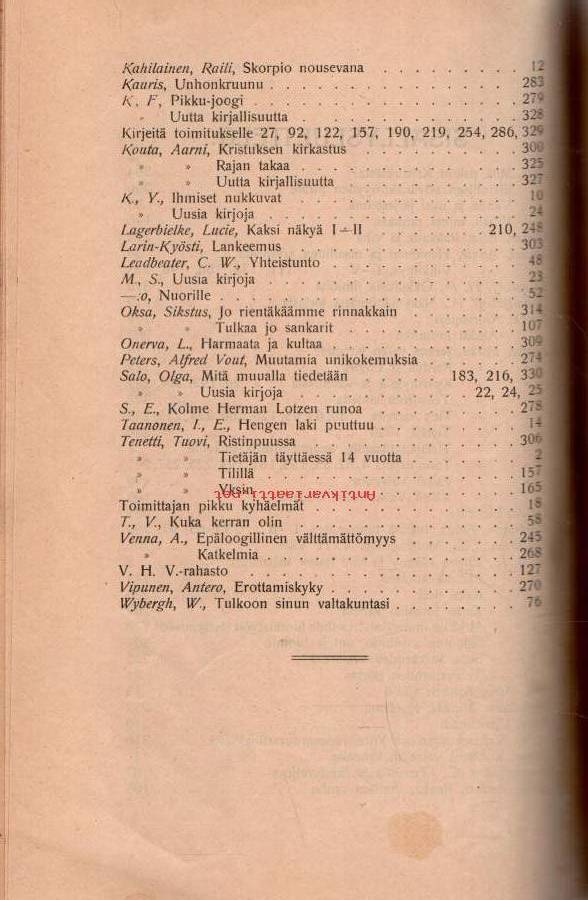 Kahilainen, Raili, Skorpio nousevana . . . . . . . . . 12
Kauris, Unhonkruunu . . . . . . . . . . . . . . 283
K. F, Pikku-joogi . . . . . . . . . . . . . . . 279
» Uutta kirjallisuutta . . . . . . . . . . . . 328
Kirjeitä toimitukselle 27, 92, 122, 157, 190, 219, 254, 286, 329
Kouta, Aarni, Kristuksen kirkastus . . . . . . . . . 300
» » Rajan takaa . . . . . . . . . . . . 325
» » Uutta kirjallisuutta . . . . . . . . . 327
K., Y., Ihmiset nukkuvat . . . . . . . . . . . . 10
» Uusia kirjoja . . . . . . . . . . . . . . 24
Lagerbielke, Lucie, Kaksi näkyä I—II . . . . . . 210, 248
Larin-Kyösti, Lankeemus . . . . . . . . . . . . 303
Leadbeater, C. W., Yhteistunto . . . . . . . . . . 48
M., S., Uusia kirjoja . . . . . . . . . . . . . . 23
—:o, Nuorille . . . . . . . . . . . . . . . . . 52
Oksa, Sikstus, Jo rientäkäämme rinnakkain . . . . . . 314
» » Tulkaa jo sankarit . . . . . . . . . 107
Onerva, L., Harmaata ja kultaa . . . . . . . . . . 309
Peters, Alfred Vout, Muutamia unikokemuksia . . . . . 274
Salo, Olga, Mitä muualla tiedetään . . . . . 183, 216, 330
» » Uusia kirjoja . . . . . . . . . 22, 24, 25
S., E., Kolme Herman Lotzen runoa . . . . . . . . 278
Taanonen, I., E., Hengen laki puuttuu . . . . . . . . 14
Tenetti, Tuovi, Ristinpuussa . . . . . . . . . . . 306
» » Tietäjän täyttäessä 14 vuotta . . . . . . 2
» » Tilillä . . . . . . . . . . . . . . 157
» » Yksin . . . . . . . . . . . . . . 165
Antikvariaatti.net
Toimittajan pikku kyhäelmät . . . . . . . . . . . 18
T., V., Kuka kerran olin . . . . . . . . . . . . 58
Venna, A., Epäloogillinen välttämättömyys . . . . . . 245
» Katkelmia . . . . . . . . . . . . . . 268
V. H. V.-rahasto . . . . . . . . . . . . . . 127
Vipunen, Antero, Erottamiskyky . . . . . . . . . . 270
Wybergh, W., Tulkoon sinun valtakuntasi . . . . . . . 76